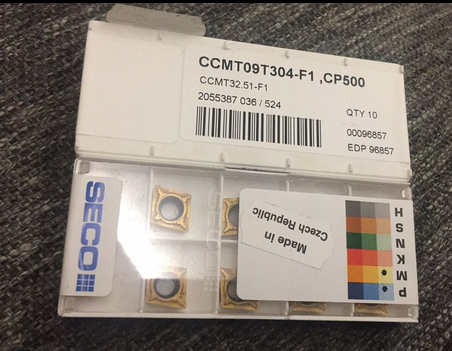 CCMT09T304-F1 ,CP500
CCMT32.51-F1
2055387 036 / 524
QTY 10
00096857
EDP 96857
SECO
Made in
Czech Republic
P
M
K
N
S
H